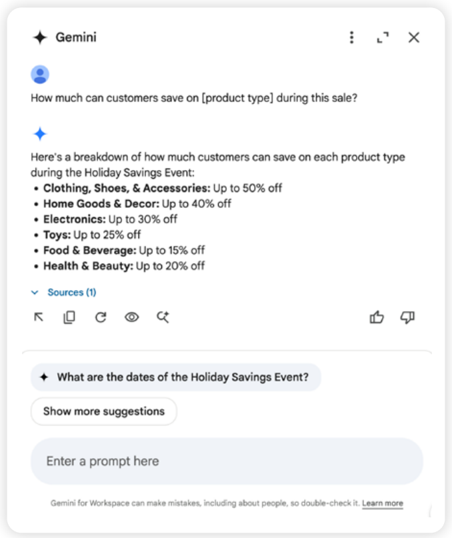 Gemini
How much can customers save on [product type] during this sale?
Here's a breakdown of how much customers can save on each product type
during the Holiday Savings Event:
• Clothing, Shoes, & Accessories: Up to 50% off
• Home Goods & Decor: Up to 40% off
• Electronics: Up to 30% off
• Toys: Up to 25% off
• Food & Beverage: Up to 15% off
• Health & Beauty: Up to 20% off
Sources (1)
What are the dates of the Holiday Savings Event?
Show more suggestions
Enter a prompt here
Gemini for Workspace can make mistakes, including about people, so double-check it. Learn more